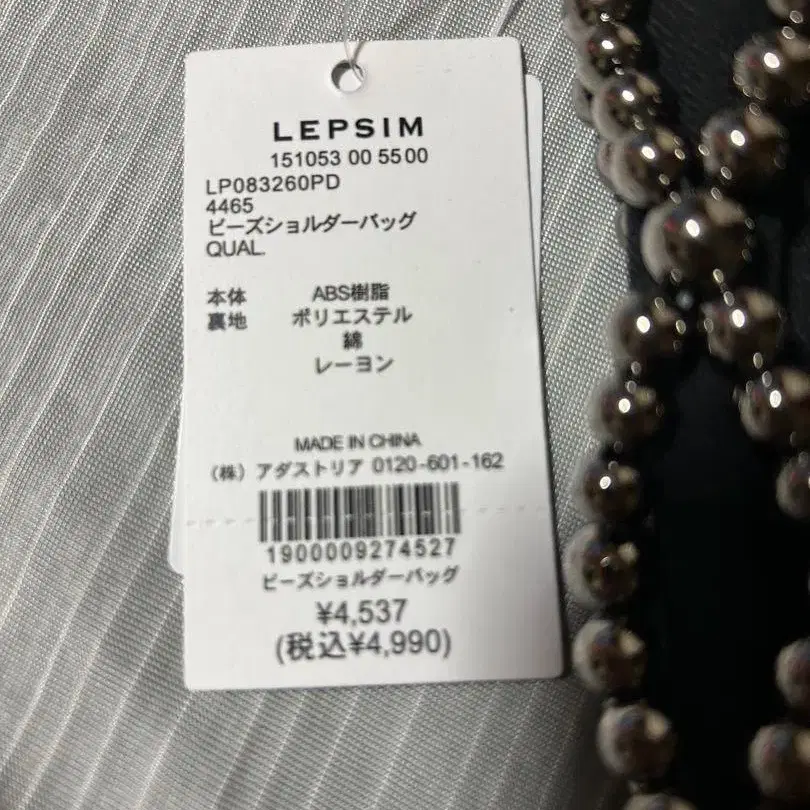 LEPSIM
151053 00 5500
LP083260PD
4465
ビーズショルダーバッグ
QUAL.
本体 ABS樹脂
裏地 ポリエステル
綿
レーヨン
MADE IN CHINA
(株) アダストリア 0120-601-162
1900009274527
ビーズショルダーバッグ
¥4,537
(税込¥4,990)